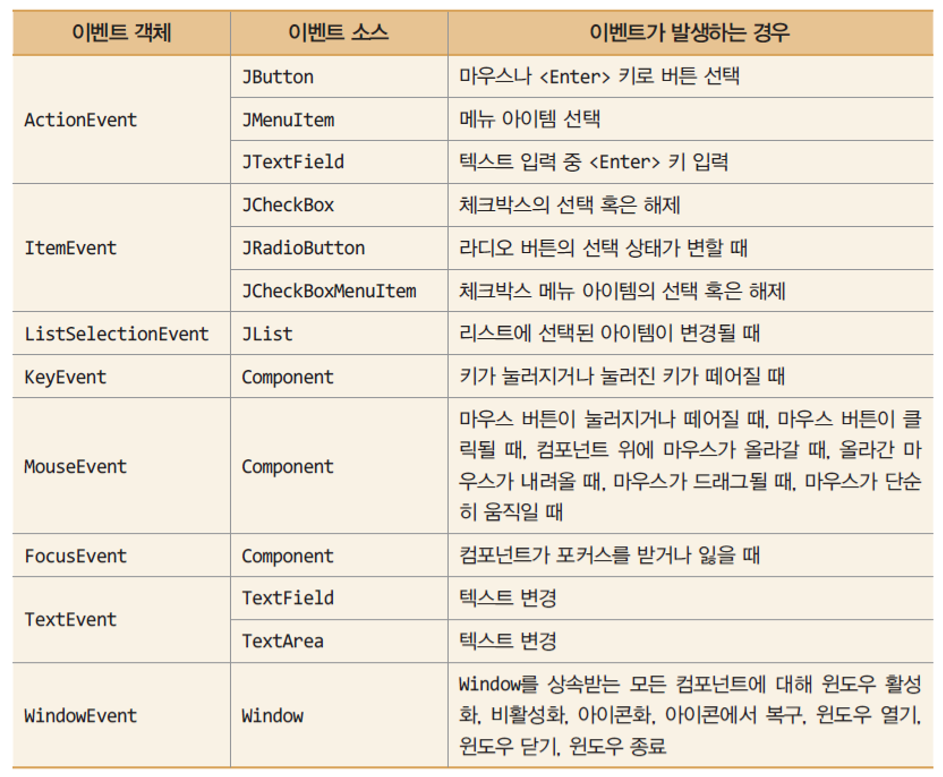 이벤트 객체 이벤트 소스 이벤트가 발생하는 경우
ActionEvent
JButton 마우스나 <Enter> 키로 버튼 선택
JMenuItem 메뉴 아이템 선택
JTextField 텍스트 입력 중 <Enter> 키 입력
ItemEvent
JCheckBox 체크박스의 선택 혹은 해제
JRadioButton 라디오 버튼의 선택 상태가 변할 때
JCheckBoxMenuItem 체크박스 메뉴 아이템의 선택 혹은 해제
ListSelectionEvent JList 리스트에 선택된 아이템이 변경될 때
KeyEvent Component 키가 눌러지거나 눌러진 키가 떼어질 때
MouseEvent Component
마우스 버튼이 눌러지거나 떼어질 때, 마우스 버튼이 클
릭될 때, 컴포넌트 위에 마우스가 올라갈 때, 올라간 마
우스가 내려올 때, 마우스가 드래그될 때, 마우스가 단순
히 움직일 때
FocusEvent Component 컴포넌트가 포커스를 받거나 잃을 때
TextEvent
TextField 텍스트 변경
TextArea 텍스트 변경
WindowEvent Window
Window를 상속받는 모든 컴포넌트에 대해 윈도우 활성
화, 비활성화, 아이콘화, 아이콘에서 복구, 윈도우 열기,
윈도우 닫기, 윈도우 종료